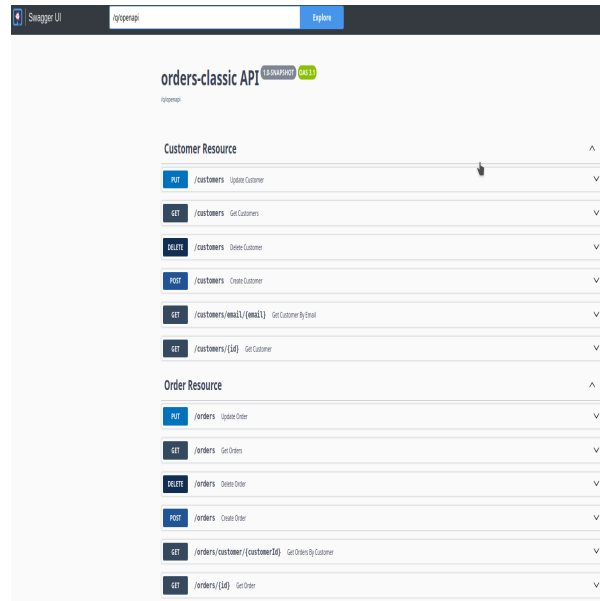 Swagger UI /q/openapi Explore
orders-classic API 1.0-SNAPSHOT OAS 3.1
/q/openapi
Customer Resource
PUT /customers Update Customer
GET /customers Get Customers
DELETE /customers Delete Customer
POST /customers Create Customer
GET /customers/email/{email} Get Customer By Email
GET /customers/{id} Get Customer
Order Resource
PUT /orders Update Order
GET /orders Get Orders
DELETE /orders Delete Order
POST /orders Create Order
GET /orders/customer/{customerId} Get Orders By Customer
GET /orders/{id} Get Order